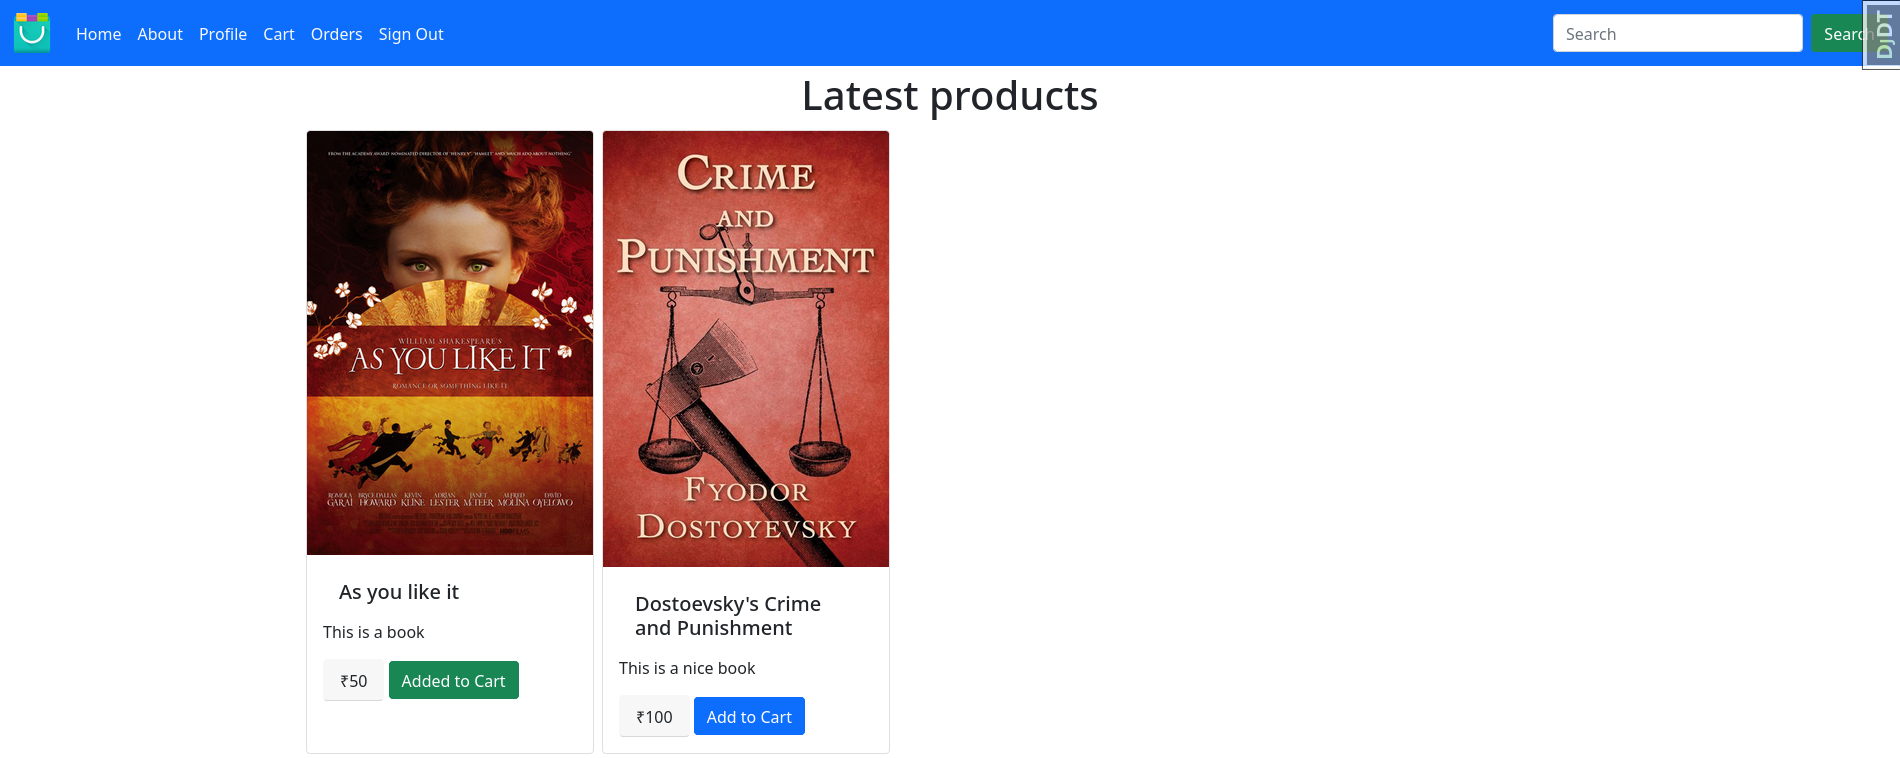 Home About Profile Cart Orders Sign Out Search Search DjDT
Latest products
FROM THE ACADEMY AWARD NOMINATED DIRECTOR OF "HENRY V", "HAMLET" AND "MUCH ADO ABOUT NOTHING"
WILLIAM SHAKESPEARE'S
AS YOU LIKE IT
ROMANCE OR SOMETHING LIKE IT
ROMOLA GARAI BRYCE DALLAS HOWARD KEVIN KLINE ADRIAN LESTER JANET McTEER ALFRED MOLINA DAVID OYELOWO
CRIME
AND
PUNISHMENT
FYODOR
DOSTOYEVSKY
As you like it
This is a book
₹50 Added to Cart
Dostoevsky's Crime
and Punishment
This is a nice book
₹100 Add to Cart